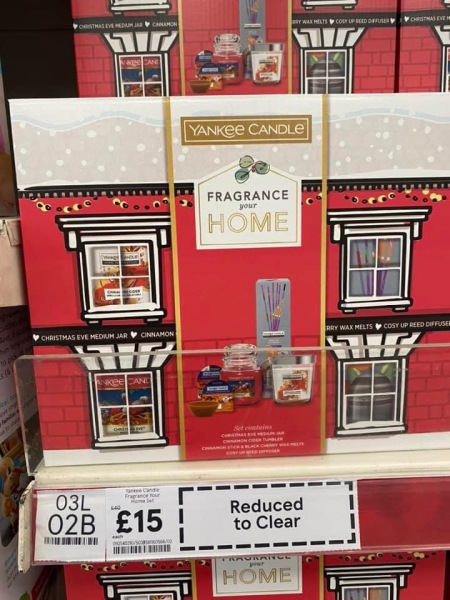 CHRISTMAS EVE MEDIUM JAR ♥ CINNAMON
RRY WAX MELTS ♥ COSY UP REED DIFFUSER
CHRISTMAS EVE
YANKEE CANDLE
FRAGRANCE
your
HOME
CHRISTMAS EVE MEDIUM JAR ♥ CINNAMON
RRY WAX MELTS ♥ COSY UP REED DIFFUSE
Set contains
CHRISTMAS EVE MEDIUM JAR
CINNAMON CIDER TUMBLER
CINNAMON STICK & BLACK CHERRY WAX MELTS
COSY UP REED DIFFUSER
03L
02B
Yankee Candle
Fragrance Your
Home Set
£40
£15
each
Reduced
to Clear
FRAGRANCE
your
HOME